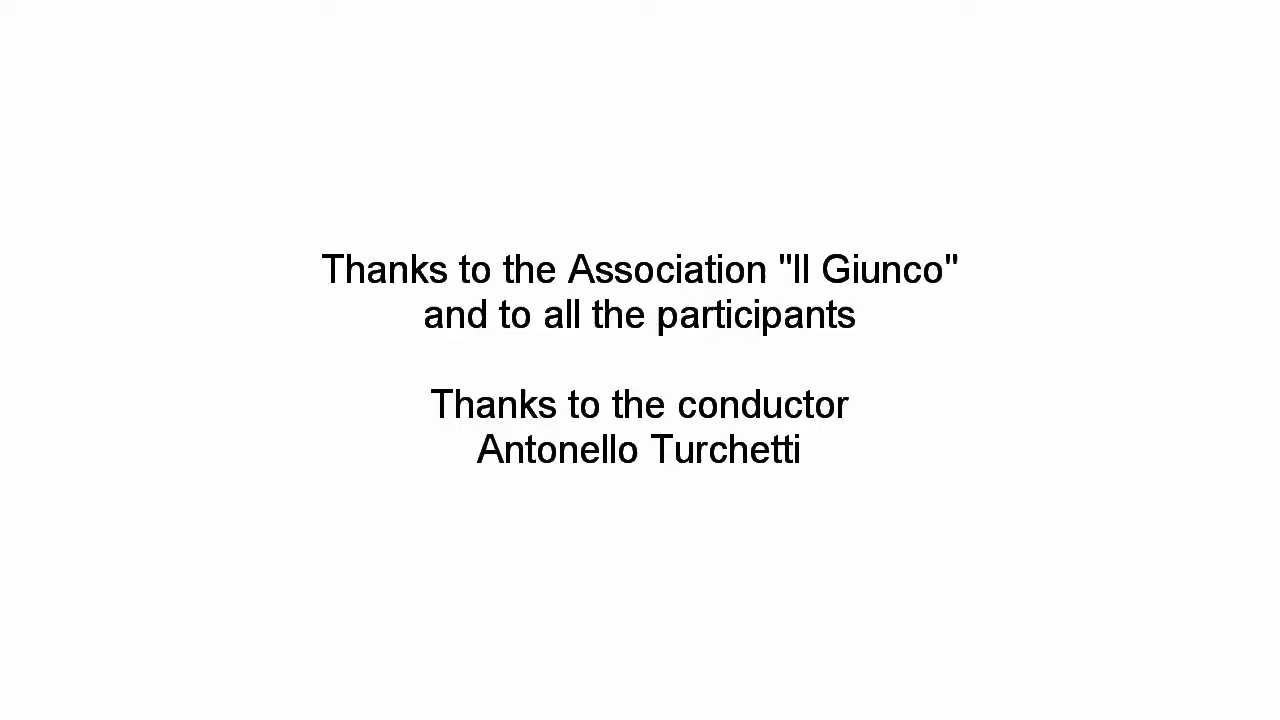 Thanks to the Association "Il Giunco"
and to all the participants
Thanks to the conductor
Antonello Turchetti